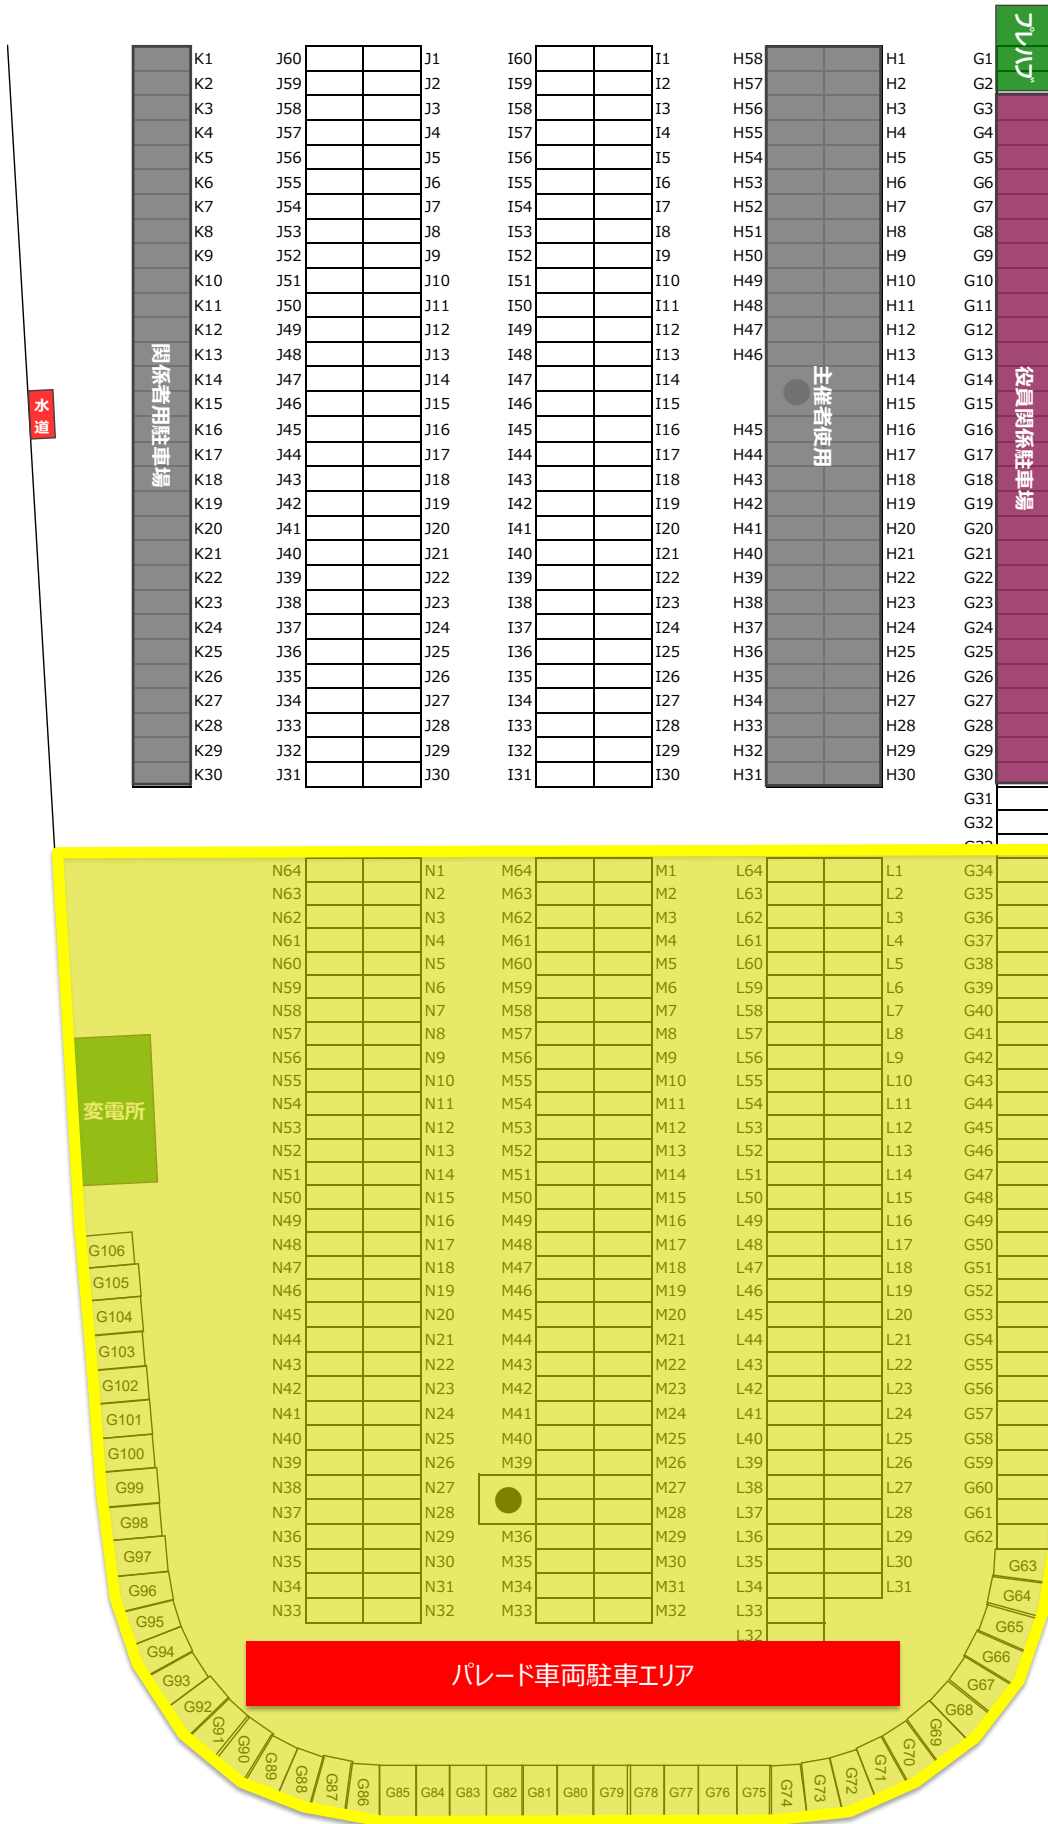 プレハブ
K1 J60 J1 I60 I1 H58 H1 G1
K2 J59 J2 I59 I2 H57 H2 G2
K3 J58 J3 I58 I3 H56 H3 G3
K4 J57 J4 I57 I4 H55 H4 G4
K5 J56 J5 I56 I5 H54 H5 G5
K6 J55 J6 I55 I6 H53 H6 G6
K7 J54 J7 I54 I7 H52 H7 G7
K8 J53 J8 I53 I8 H51 H8 G8
K9 J52 J9 I52 I9 H50 H9 G9
K10 J51 J10 I51 I10 H49 H10 G10
K11 J50 J11 I50 I11 H48 H11 G11
K12 J49 J12 I49 I12 H47 H12 G12
K13 J48 J13 I48 I13 H46 H13 G13
K14 J47 J14 I47 I14 H14 G14
K15 J46 J15 I46 I15 H15 G15
K16 J45 J16 I45 I16 H45 H16 G16
K17 J44 J17 I44 I17 H44 H17 G17
K18 J43 J18 I43 I18 H43 H18 G18
K19 J42 J19 I42 I19 H42 H19 G19
K20 J41 J20 I41 I20 H41 H20 G20
K21 J40 J21 I40 I21 H40 H21 G21
K22 J39 J22 I39 I22 H39 H22 G22
K23 J38 J23 I38 I23 H38 H23 G23
K24 J37 J24 I37 I24 H37 H24 G24
K25 J36 J25 I36 I25 H36 H25 G25
K26 J35 J26 I35 I26 H35 H26 G26
K27 J34 J27 I34 I27 H34 H27 G27
K28 J33 J28 I33 I28 H33 H28 G28
K29 J32 J29 I32 I29 H32 H29 G29
K30 J31 J30 I31 I30 H31 H30 G30
水
道
関係者用駐車場
主催者使用
役員関係駐車場
G31
G32
N64 N1 M64 M1 L64 L1 G34
N63 N2 M63 M2 L63 L2 G35
N62 N3 M62 M3 L62 L3 G36
N61 N4 M61 M4 L61 L4 G37
N60 N5 M60 M5 L60 L5 G38
N59 N6 M59 M6 L59 L6 G39
N58 N7 M58 M7 L58 L7 G40
N57 N8 M57 M8 L57 L8 G41
N56 N9 M56 M9 L56 L9 G42
N55 N10 M55 M10 L55 L10 G43
N54 N11 M54 M11 L54 L11 G44
N53 N12 M53 M12 L53 L12 G45
N52 N13 M52 M13 L52 L13 G46
N51 N14 M51 M14 L51 L14 G47
N50 N15 M50 M15 L50 L15 G48
N49 N16 M49 M16 L49 L16 G49
N48 N17 M48 M17 L48 L17 G50
N47 N18 M47 M18 L47 L18 G51
N46 N19 M46 M19 L46 L19 G52
N45 N20 M45 M20 L45 L20 G53
N44 N21 M44 M21 L44 L21 G54
N43 N22 M43 M22 L43 L22 G55
N42 N23 M42 M23 L42 L23 G56
N41 N24 M41 M24 L41 L24 G57
N40 N25 M40 M25 L40 L25 G58
N39 N26 M39 M26 L39 L26 G59
N38 N27 M27 L38 L27 G60
N37 N28 M28 L37 L28 G61
N36 N29 M36 M29 L36 L29 G62
N35 N30 M35 M30 L35 L30
N34 N31 M34 M31 L34 L31
N33 N32 M33 M32 L33
L32
変電所
G106
G105
G104
G103
G102
G101
G100
G99
G98
G97
G96
G95
G94
G93
G92
G91
G90
G89
G88
G87
G86
G85
G84
G83
G82
G81
G80
G79
G78
G77
G76
G75
G74
G73
G72
G71
G70
G69
G68
G67
G66
G65
G64
G63
パレード車両駐車エリア